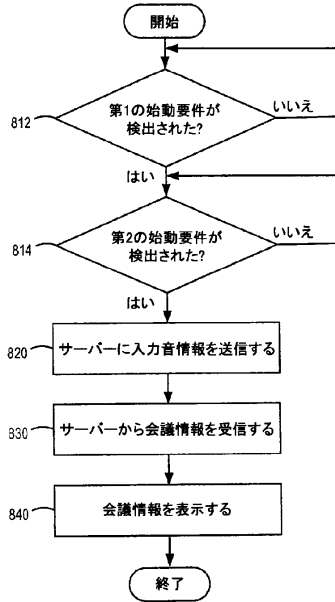 開始
812
第1の始動要件が
検出された?
いいえ
はい
814
第2の始動要件が
検出された?
いいえ
はい
820
サーバーに入力音情報を送信する
830
サーバーから会議情報を受信する
840
会議情報を表示する
終了